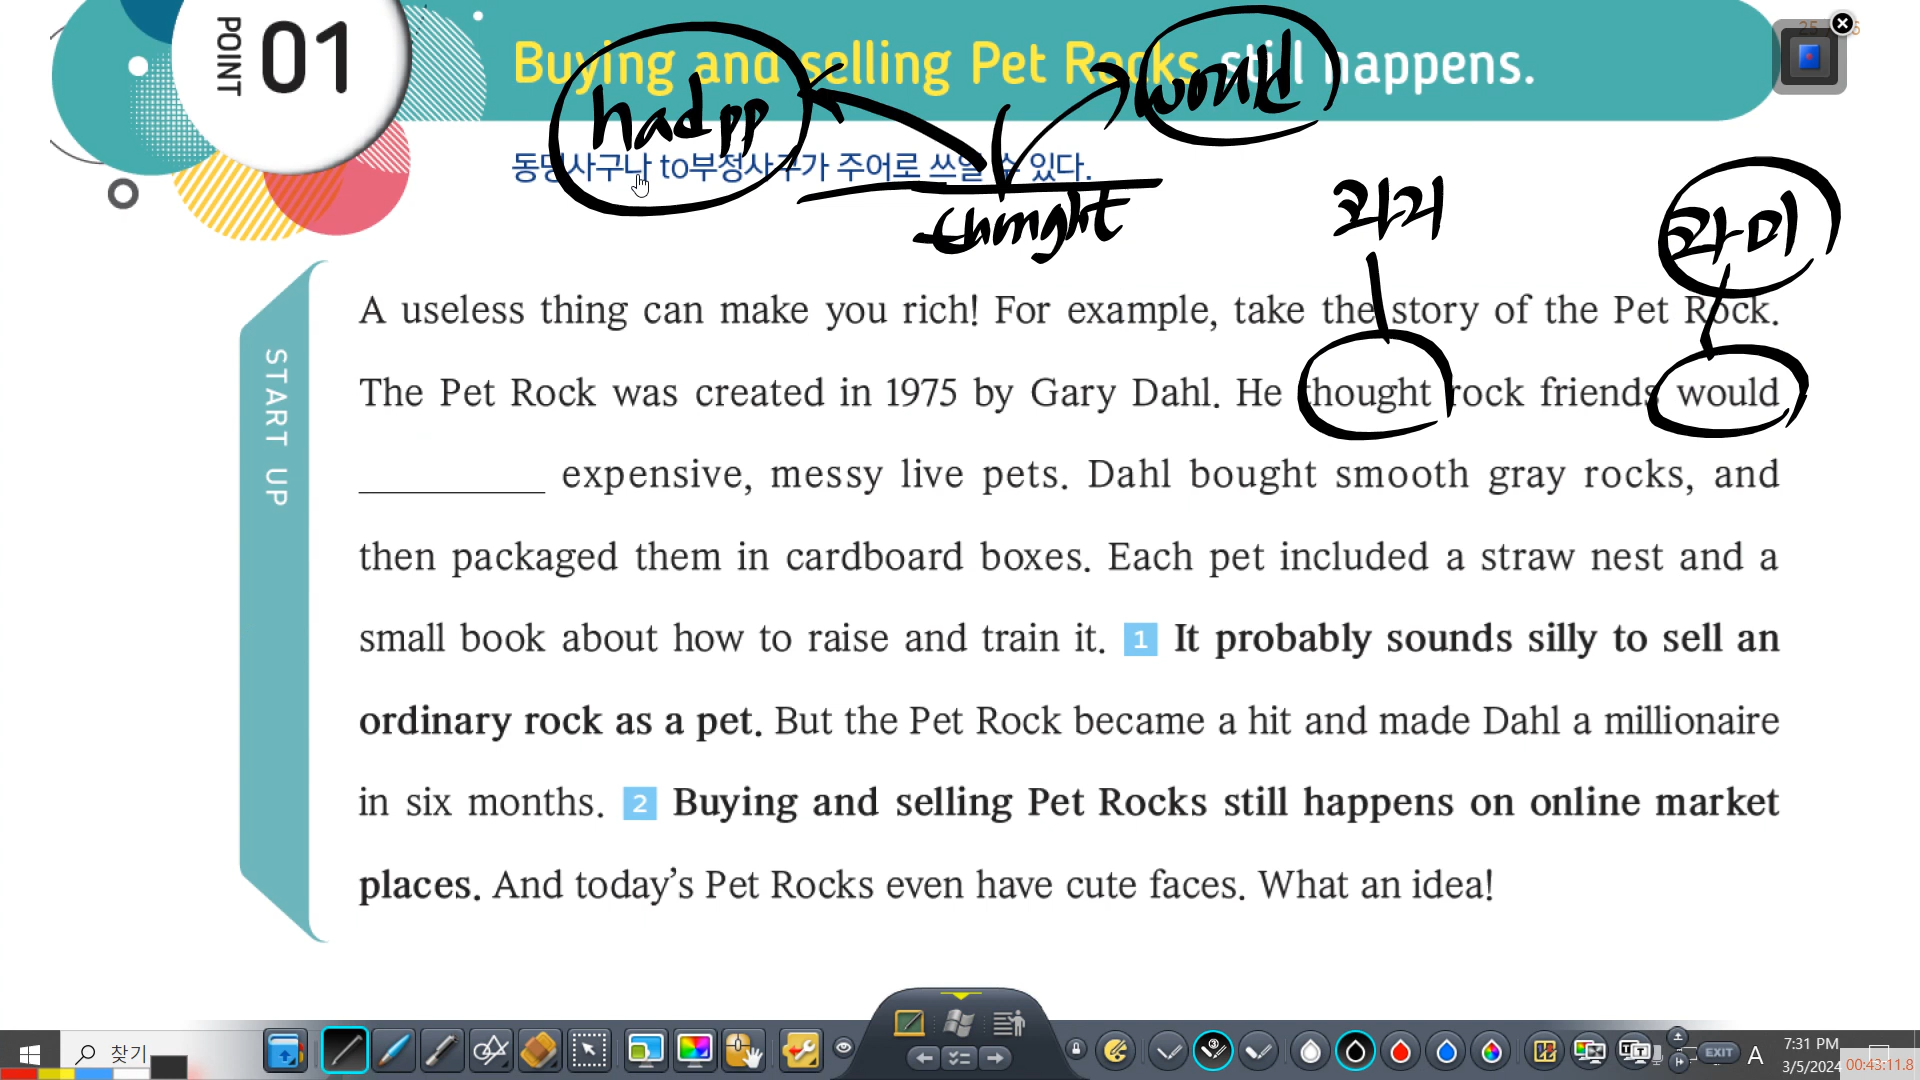 POINT 01
Buying and selling Pet Rocks still happens.
had pp
would
동명사구나 to부정사구가 주어로 쓰일 수 있다.
thought
과거
과미
START UP
A useless thing can make you rich! For example, take the story of the Pet Rock.
The Pet Rock was created in 1975 by Gary Dahl. He thought rock friends would
__________ expensive, messy live pets. Dahl bought smooth gray rocks, and
then packaged them in cardboard boxes. Each pet included a straw nest and a
small book about how to raise and train it. 1 It probably sounds silly to sell an
ordinary rock as a pet. But the Pet Rock became a hit and made Dahl a millionaire
in six months. 2 Buying and selling Pet Rocks still happens on online market
places. And today's Pet Rocks even have cute faces. What an idea!
찾기
EXIT
A
7:31 PM
3/5/2024
00:43:11.8